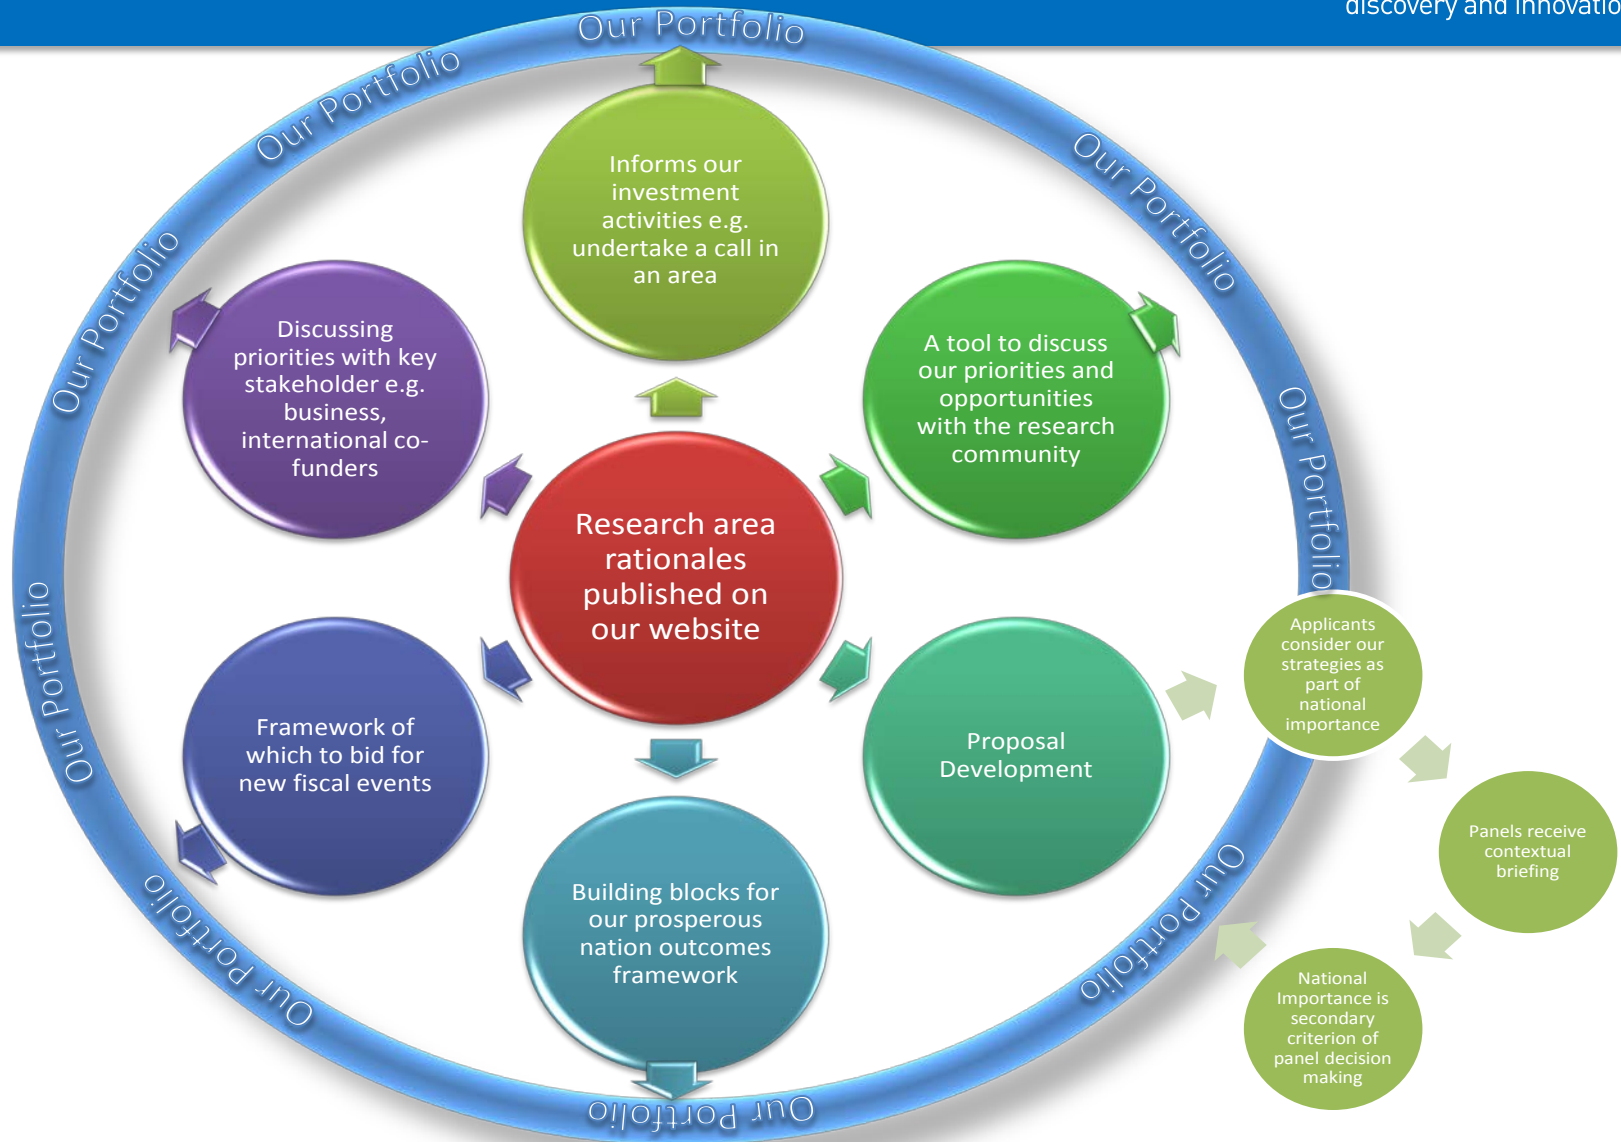 discovery and innovatio
Our Portfolio
Our Portfolio
Our Portfolio
Our Portfolio
Our Portfolio
Our Portfolio
Our Portfolio
Our Portfolio
Our Portfolio
Our Portfolio
Informs our
investment
activities e.g.
undertake a call in
an area
Discussing
priorities with key
stakeholder e.g.
business,
international co-
funders
A tool to discuss
our priorities and
opportunities
with the research
community
Research area
rationales
published on
our website
Framework of
which to bid for
new fiscal events
Proposal
Development
Building blocks for
our prosperous
nation outcomes
framework
Applicants
consider our
strategies as
part of
national
importance
Panels receive
contextual
briefing
National
Importance is
secondary
criterion of
panel decision
making